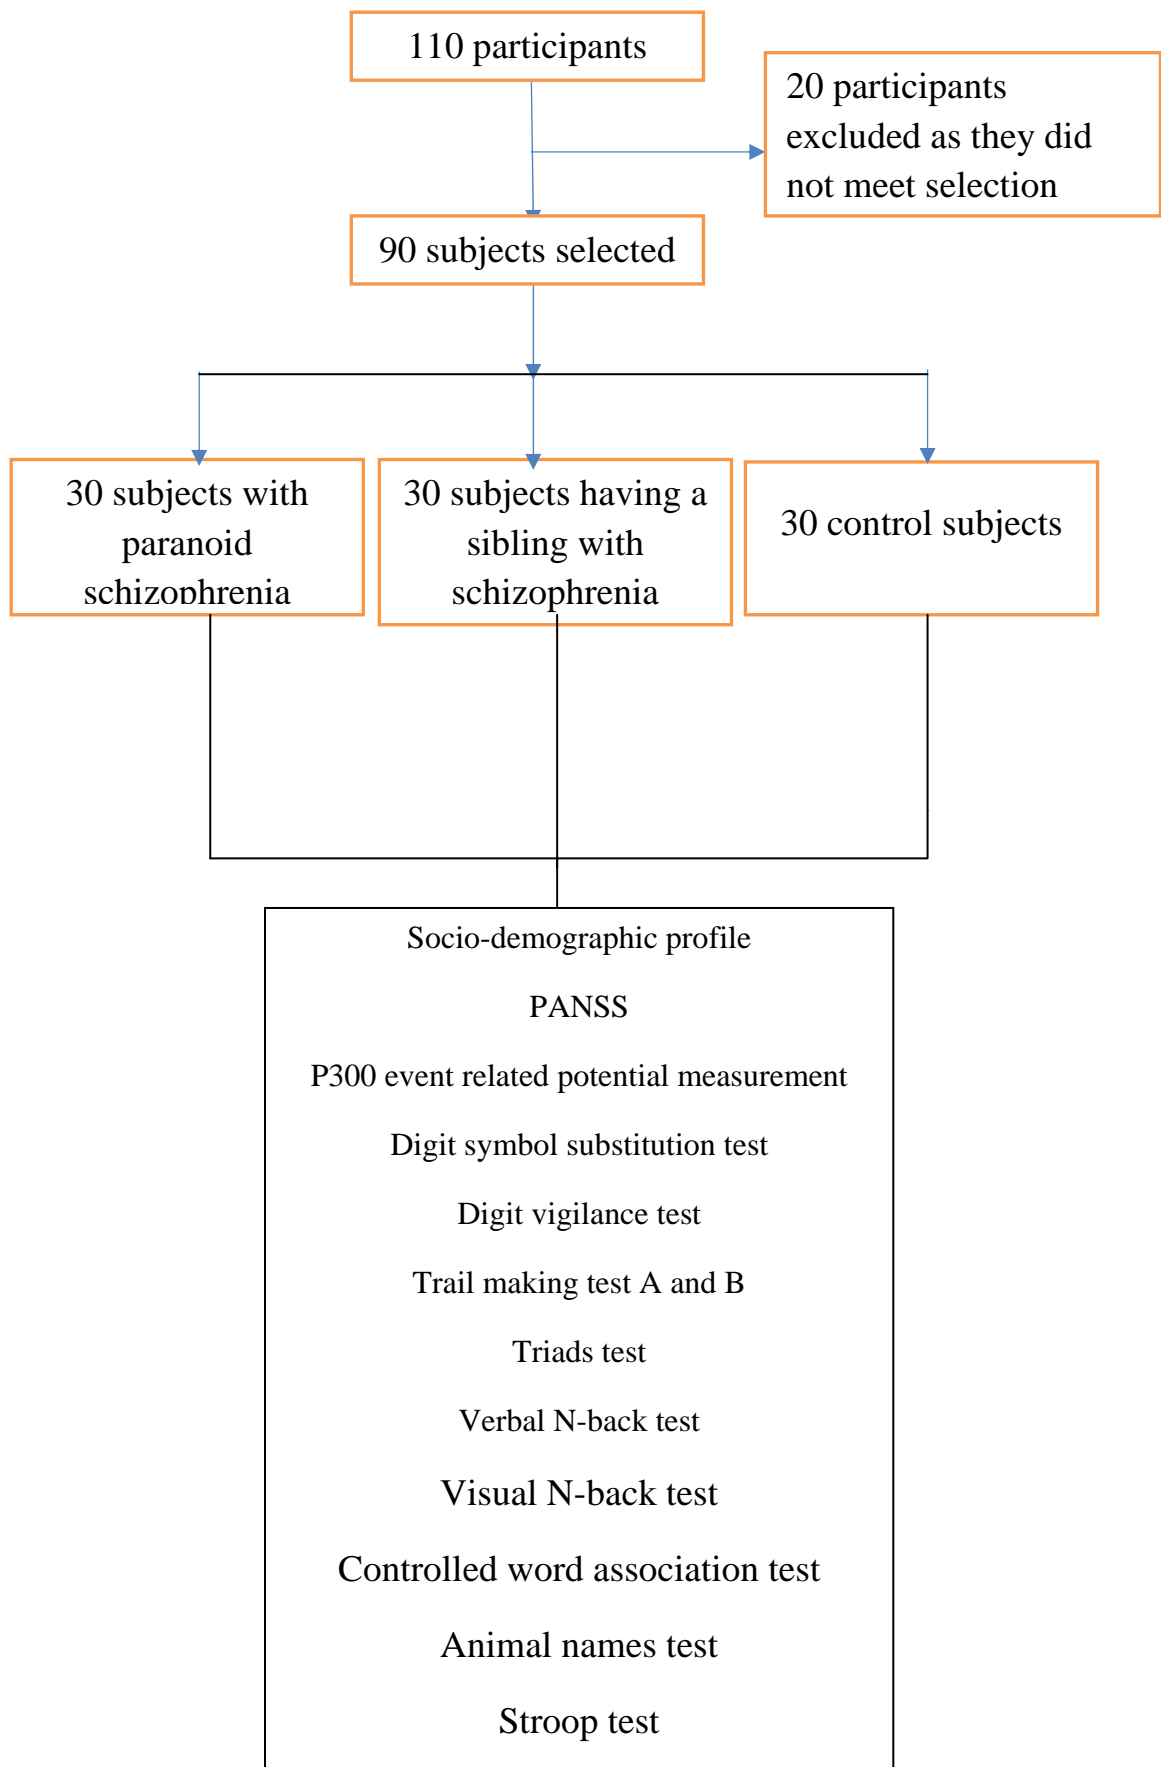 110 participants
20 participants
excluded as they did
not meet selection
90 subjects selected
30 subjects with
paranoid
schizophrenia
30 subjects having a
sibling with
schizophrenia
30 control subjects
Socio-demographic profile
PANSS
P300 event related potential measurement
Digit symbol substitution test
Digit vigilance test
Trail making test A and B
Triads test
Verbal N-back test
Visual N-back test
Controlled word association test
Animal names test
Stroop test